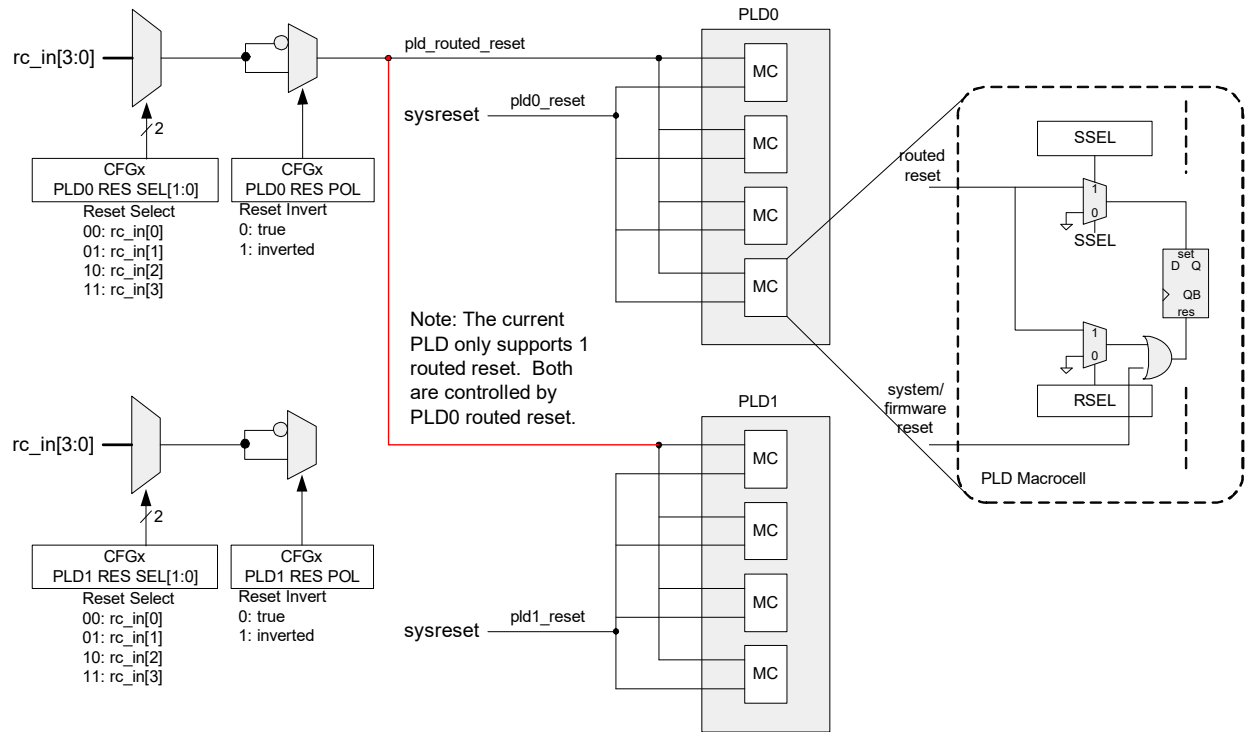 PLD0
rc_in[3:0]
pld_routed_reset
MC
sysreset
pld0_reset
2
MC
CFGx
PLD0 RES SEL[1:0]
CFGx
PLD0 RES POL
Reset Select
00: rc_in[0]
01: rc_in[1]
10: rc_in[2]
11: rc_in[3]
Reset Invert
0: true
1: inverted
MC
MC
Note: The current
PLD only supports 1
routed reset.  Both
are controlled by
PLD0 routed reset.
routed
reset
SSEL
1
0
SSEL
set
D Q
QB
res
1
0
RSEL
system/
firmware
reset
PLD Macrocell
PLD1
rc_in[3:0]
MC
2
MC
CFGx
PLD1 RES SEL[1:0]
CFGx
PLD1 RES POL
Reset Select
00: rc_in[0]
01: rc_in[1]
10: rc_in[2]
11: rc_in[3]
Reset Invert
0: true
1: inverted
MC
sysreset
pld1_reset
MC